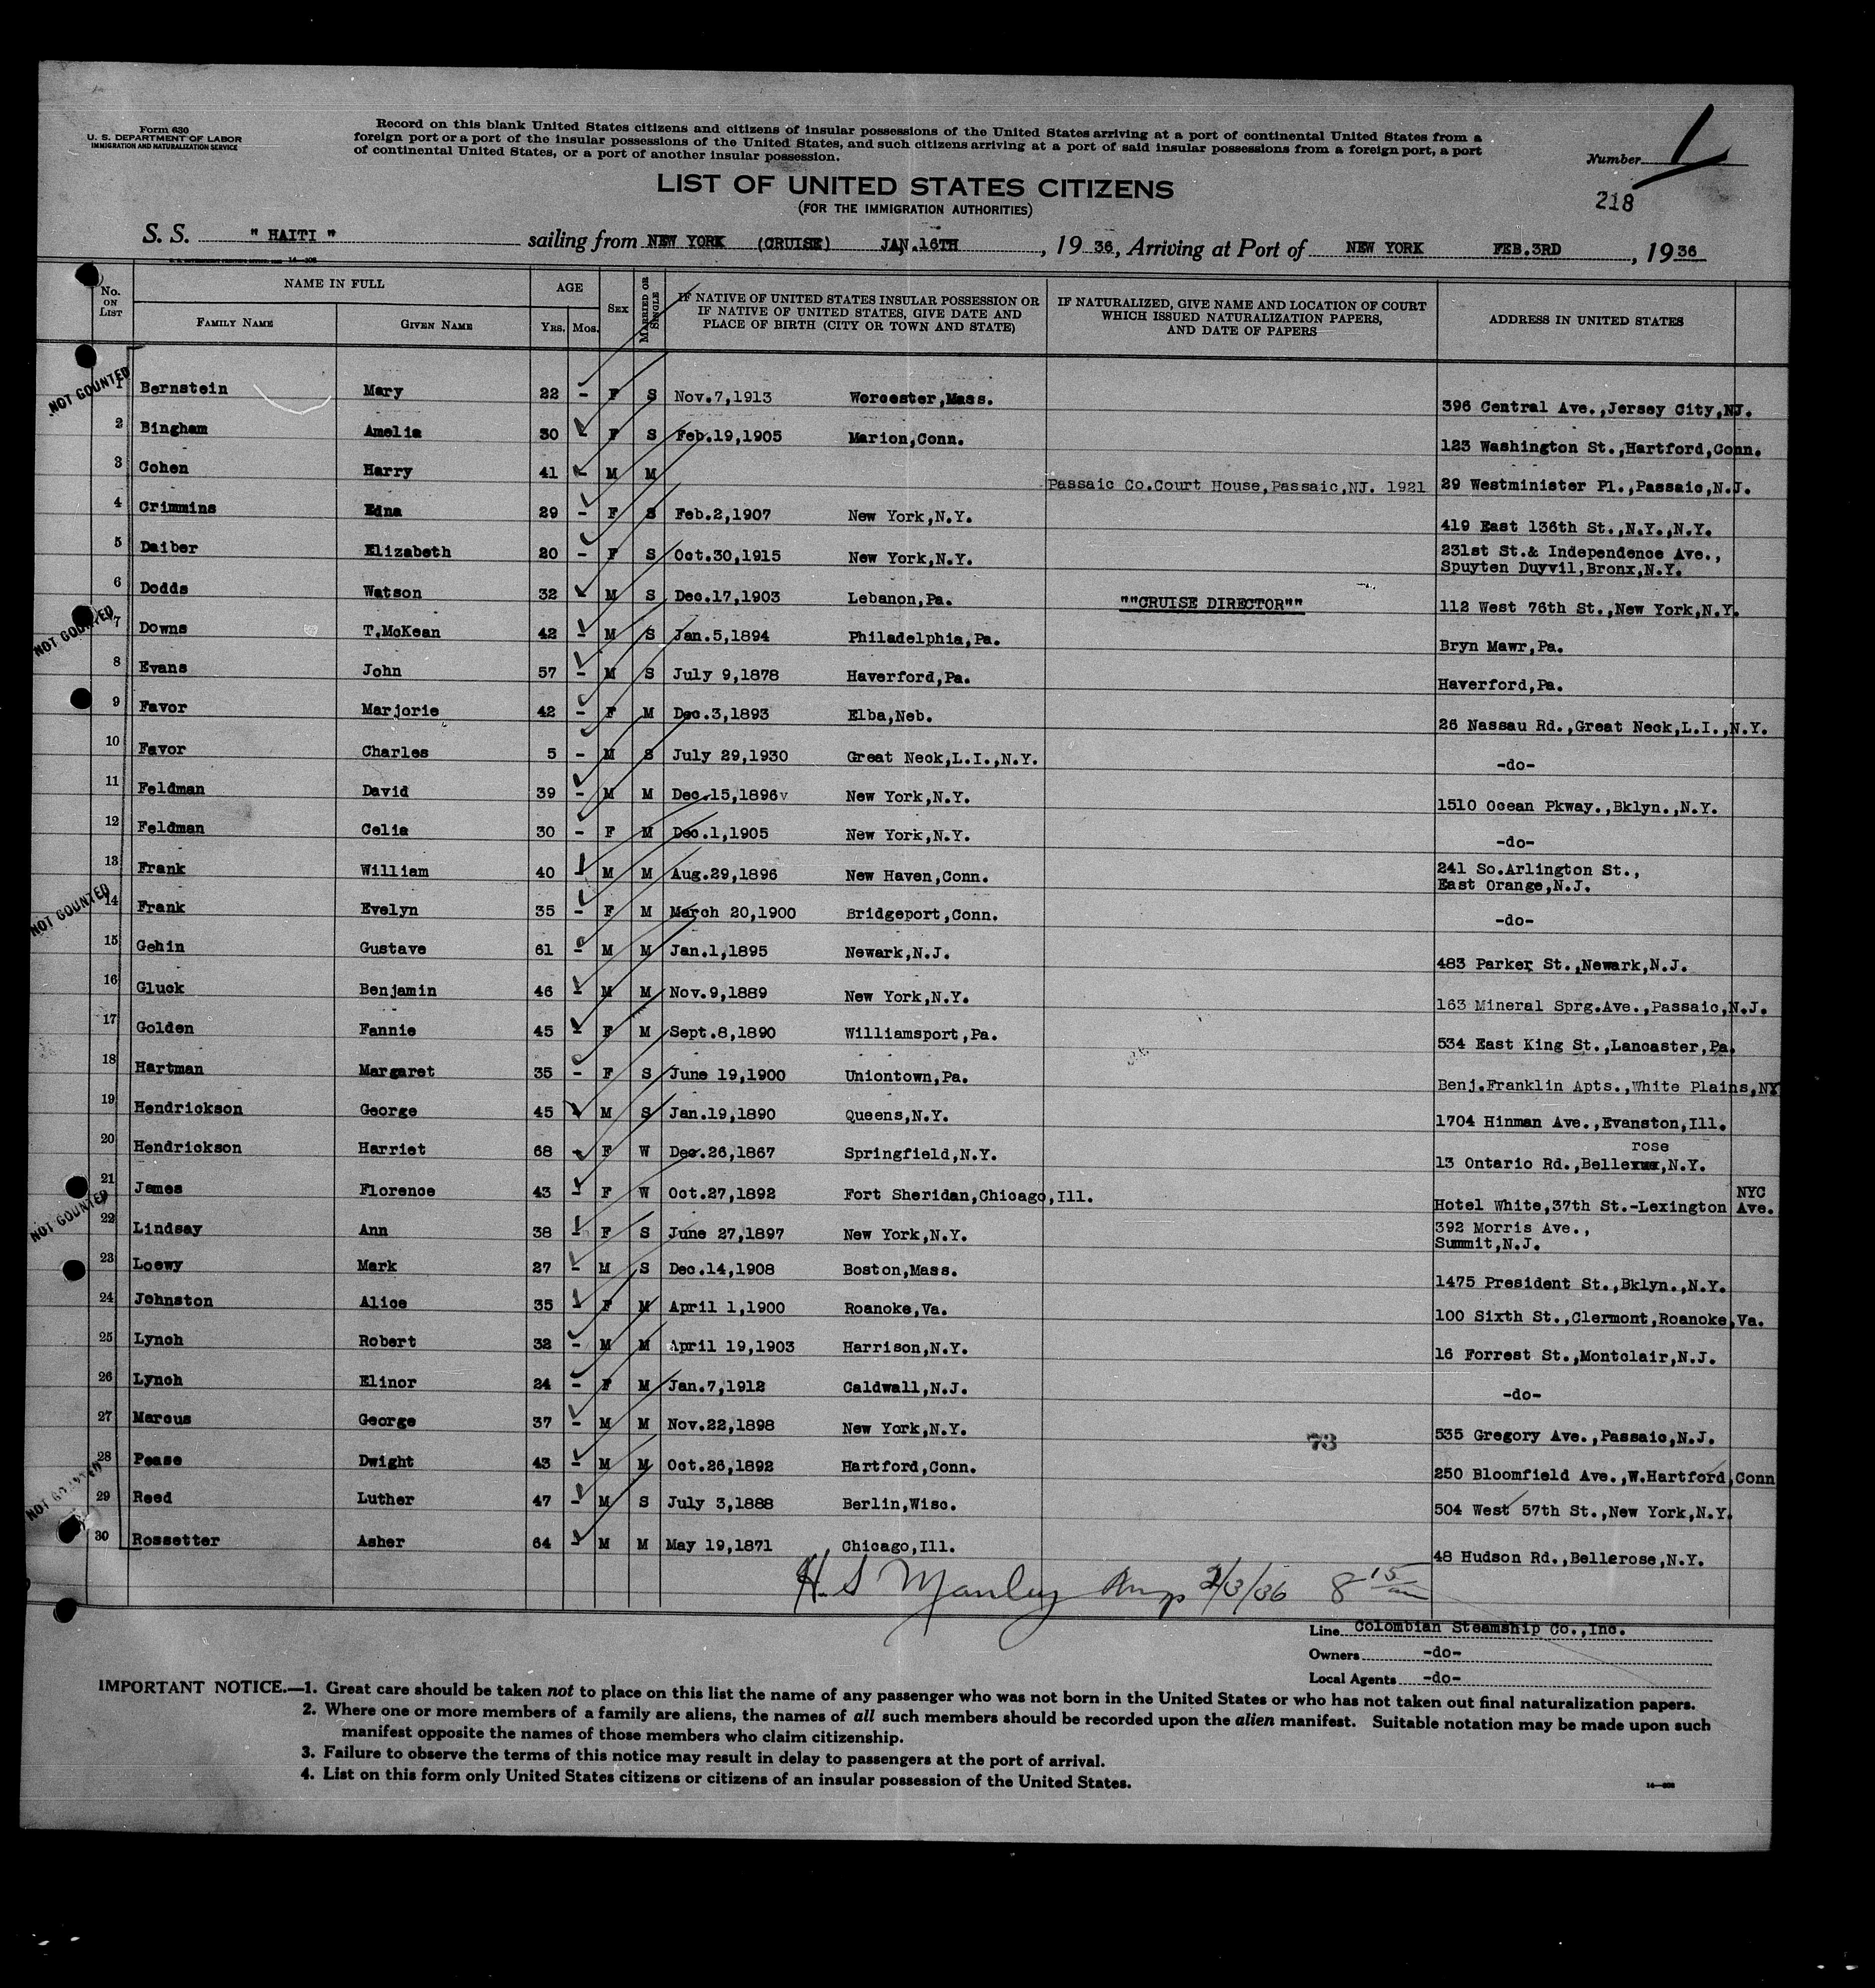 Form 630
U. S. DEPARTMENT OF LABOR
IMMIGRATION AND NATURALIZATION SERVICE
Record on this blank United States citizens and citizens of insular possessions of the United States arriving at a port of continental United States from a
foreign port or a port of the insular possessions of the United States, and such citizens arriving at a port of said insular possessions from a foreign port, a port
of continental United States, or a port of another insular possession.
Number 1
218
LIST OF UNITED STATES CITIZENS
(FOR THE IMMIGRATION AUTHORITIES)
S. S. " HAITI " sailing from NEW YORK (CRUISE) JAN.16TH, 1936, Arriving at Port of NEW YORK FEB.3RD, 1936
No. ON LIST
NAME IN FULL
FAMILY NAME GIVEN NAME
AGE
YRS. MOS.
SEX
MARRIED OR SINGLE
IF NATIVE OF UNITED STATES INSULAR POSSESSION OR
IF NATIVE OF UNITED STATES, GIVE DATE AND
PLACE OF BIRTH (CITY OR TOWN AND STATE)
IF NATURALIZED, GIVE NAME AND LOCATION OF COURT
WHICH ISSUED NATURALIZATION PAPERS,
AND DATE OF PAPERS
ADDRESS IN UNITED STATES
NOT COUNTED
1 Bernstein Mary 22 - F S Nov.7,1913 Worcester,Mass. 396 Central Ave.,Jersey City,NJ.
2 Bingham Amelia 30 - F S Feb.19,1905 Marion,Conn. 123 Washington St.,Hartford,Conn.
3 Cohen Harry 41 - M M Passaic Co.Court House,Passaic,NJ. 1921 29 Westminister Pl.,Passaic,N.J.
4 Crimmins Edna 29 - F S Feb.2,1907 New York,N.Y. 419 East 136th St.,N.Y.,N.Y.
5 Daiber Elizabeth 20 - F S Oct.30,1915 New York,N.Y. 231st St.& Independence Ave.,
Spuyten Duyvil,Bronx,N.Y.
6 Dodds Watson 32 - M S Dec.17,1903 Lebanon,Pa. ""CRUISE DIRECTOR"" 112 West 76th St.,New York,N.Y.
NOT COUNTED
7 Downs T.McKean 42 - M S Jan.5,1894 Philadelphia,Pa. Bryn Mawr,Pa.
8 Evans John 57 - M S July 9,1878 Haverford,Pa. Haverford,Pa.
9 Favor Marjorie 42 - F M Dec.3,1893 Elba,Neb. 26 Nassau Rd.,Great Neck,L.I.,N.Y.
10 Favor Charles 5 - M S July 29,1930 Great Neck,L.I.,N.Y. -do-
11 Feldman David 39 - M M Dec.15,1896 New York,N.Y. 1510 Ocean Pkway.,Bklyn.,N.Y.
12 Feldman Celia 30 - F M Dec.1,1905 New York,N.Y. -do-
13 Frank William 40 - M M Aug.29,1896 New Haven,Conn. 241 So.Arlington St.,
East Orange,N.J.
NOT COUNTED
14 Frank Evelyn 35 - F M March 20,1900 Bridgeport,Conn. -do-
15 Gehin Gustave 61 - M M Jan.1,1895 Newark,N.J. 483 Parker St.,Newark,N.J.
16 Gluck Benjamin 46 - M M Nov.9,1889 New York,N.Y. 163 Mineral Sprg.Ave.,Passaic,N.J.
17 Golden Fannie 45 - F M Sept.8,1890 Williamsport,Pa. 534 East King St.,Lancaster,Pa.
18 Hartman Margaret 35 - F S June 19,1900 Uniontown,Pa. Benj.Franklin Apts.,White Plains,NY
19 Hendrickson George 45 - M S Jan.19,1890 Queens,N.Y. 1704 Hinman Ave.,Evanston,Ill.
20 Hendrickson Harriet 68 - F W Dec.26,1867 Springfield,N.Y. 13 Ontario Rd.,Bellerose,N.Y.
21 James Florence 43 - F W Oct.27,1892 Fort Sheridan,Chicago,Ill. Hotel White,37th St.-Lexington Ave. NYC
NOT COUNTED
22 Lindsay Ann 38 - F S June 27,1897 New York,N.Y. 392 Morris Ave.,
Summit,N.J.
23 Loewy Mark 27 - M S Dec.14,1908 Boston,Mass. 1475 President St.,Bklyn.,N.Y.
24 Johnston Alice 35 - F M April 1,1900 Roanoke,Va. 100 Sixth St.,Clermont,Roanoke,Va.
25 Lynch Robert 32 - M M April 19,1903 Harrison,N.Y. 16 Forrest St.,Montclair,N.J.
26 Lynch Elinor 24 - F M Jan.7,1912 Caldwall,N.J. -do-
27 Marcus George 37 - M M Nov.22,1898 New York,N.Y. 535 Gregory Ave.,Passaic,N.J.
73
28 Pease Dwight 43 - M M Oct.26,1892 Hartford,Conn. 250 Bloomfield Ave.,W.Hartford,Conn
NOT COUNTED
29 Reed Luther 47 - M S July 3,1888 Berlin,Wisc. 504 West 57th St.,New York,N.Y.
30 Rossetter Asher 64 - M M May 19,1871 Chicago,Ill. 48 Hudson Rd.,Bellerose,N.Y.
H. S Manley 2/3/36 8 15
Line Colombian Steamship Co.,Inc.
Owners -do-
Local Agents -do-
IMPORTANT NOTICE.—1. Great care should be taken not to place on this list the name of any passenger who was not born in the United States or who has not taken out final naturalization papers.
2. Where one or more members of a family are aliens, the names of all such members should be recorded upon the alien manifest. Suitable notation may be made upon such
manifest opposite the names of those members who claim citizenship.
3. Failure to observe the terms of this notice may result in delay to passengers at the port of arrival.
4. List on this form only United States citizens or citizens of an insular possession of the United States.